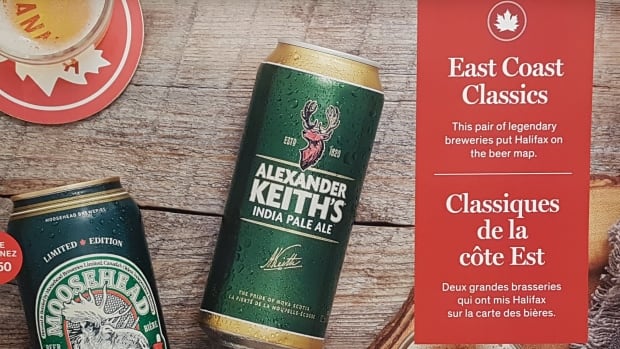 East Coast
Classics
This pair of legendary
breweries put Halifax on
the beer map.
Classiques
de la
côte Est
Deux grandes brasseries
qui ont mis Halifax
sur la carte des bières.
ESTD 1820
ALEXANDER
KEITH'S
INDIA PALE ALE
Keith
THE PRIDE OF NOVA SCOTIA
LA FIERTÉ DE LA NOUVELLE-ÉCOSSE
MOOSEHEAD BREWERIES
LIMITED EDITION
MOOSEHEAD
BEER
BIÈRE